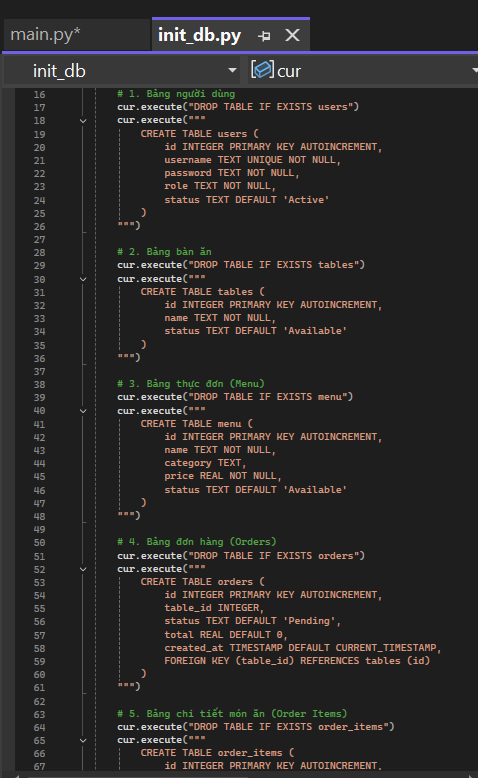 main.py*
init_db.py
init_db
cur
16 # 1. Bảng người dùng
17 cur.execute("DROP TABLE IF EXISTS users")
18 cur.execute("""
19 CREATE TABLE users (
20 id INTEGER PRIMARY KEY AUTOINCREMENT,
21 username TEXT UNIQUE NOT NULL,
22 password TEXT NOT NULL,
23 role TEXT NOT NULL,
24 status TEXT DEFAULT 'Active'
25 )
26 """)
27
28 # 2. Bảng bàn ăn
29 cur.execute("DROP TABLE IF EXISTS tables")
30 cur.execute("""
31 CREATE TABLE tables (
32 id INTEGER PRIMARY KEY AUTOINCREMENT,
33 name TEXT NOT NULL,
34 status TEXT DEFAULT 'Available'
35 )
36 """)
37
38 # 3. Bảng thực đơn (Menu)
39 cur.execute("DROP TABLE IF EXISTS menu")
40 cur.execute("""
41 CREATE TABLE menu (
42 id INTEGER PRIMARY KEY AUTOINCREMENT,
43 name TEXT NOT NULL,
44 category TEXT,
45 price REAL NOT NULL,
46 status TEXT DEFAULT 'Available'
47 )
48 """)
49
50 # 4. Bảng đơn hàng (Orders)
51 cur.execute("DROP TABLE IF EXISTS orders")
52 cur.execute("""
53 CREATE TABLE orders (
54 id INTEGER PRIMARY KEY AUTOINCREMENT,
55 table_id INTEGER,
56 status TEXT DEFAULT 'Pending',
57 total REAL DEFAULT 0,
58 created_at TIMESTAMP DEFAULT CURRENT_TIMESTAMP,
59 FOREIGN KEY (table_id) REFERENCES tables (id)
60 )
61 """)
62
63 # 5. Bảng chi tiết món ăn (Order Items)
64 cur.execute("DROP TABLE IF EXISTS order_items")
65 cur.execute("""
66 CREATE TABLE order_items (
67 id INTEGER PRIMARY KEY AUTOINCREMENT,